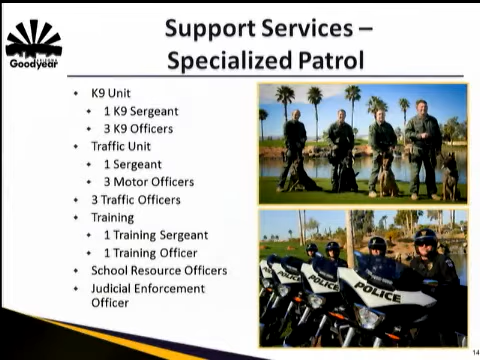 Support Services –
Specialized Patrol
ARIZONA
Goodyear
K9 Unit
1 K9 Sergeant
3 K9 Officers
Traffic Unit
1 Sergeant
3 Motor Officers
3 Traffic Officers
Training
1 Training Sergeant
1 Training Officer
School Resource Officers
Judicial Enforcement
Officer
POLICE
POLICE
POLICE
14